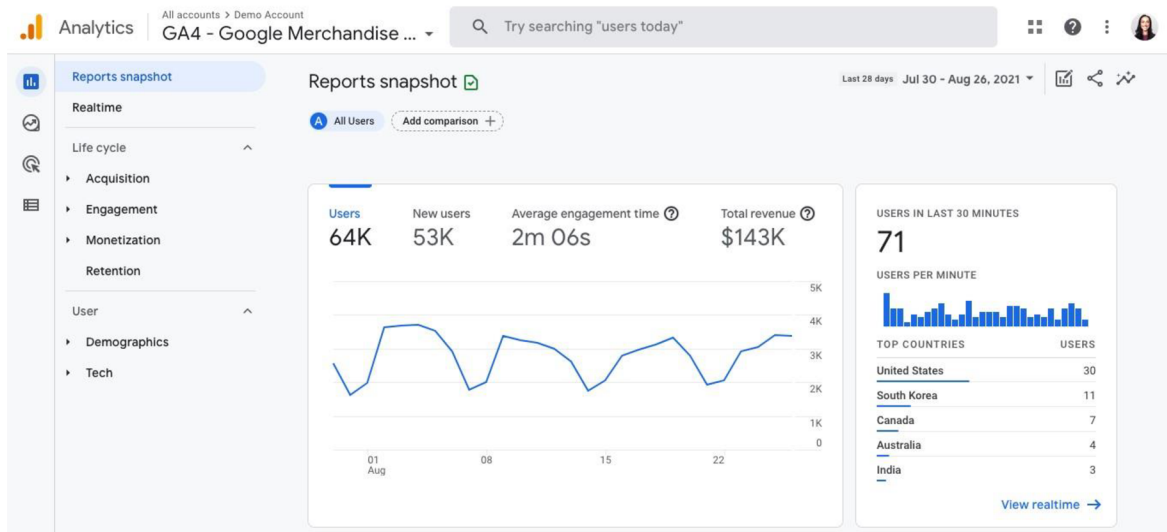 All accounts > Demo Account
Analytics
GA4 - Google Merchandise ...
Try searching "users today"
Reports snapshot
Realtime
Life cycle
Acquisition
Engagement
Monetization
Retention
User
Demographics
Tech
Reports snapshot
Last 28 days Jul 30 - Aug 26, 2021
A All Users
Add comparison +
Users
64K
New users
53K
Average engagement time
2m 06s
Total revenue
$143K
5K
4K
3K
2K
1K
0
01
Aug
08
15
22
USERS IN LAST 30 MINUTES
71
USERS PER MINUTE
TOP COUNTRIES USERS
United States 30
South Korea 11
Canada 7
Australia 4
India 3
View realtime →